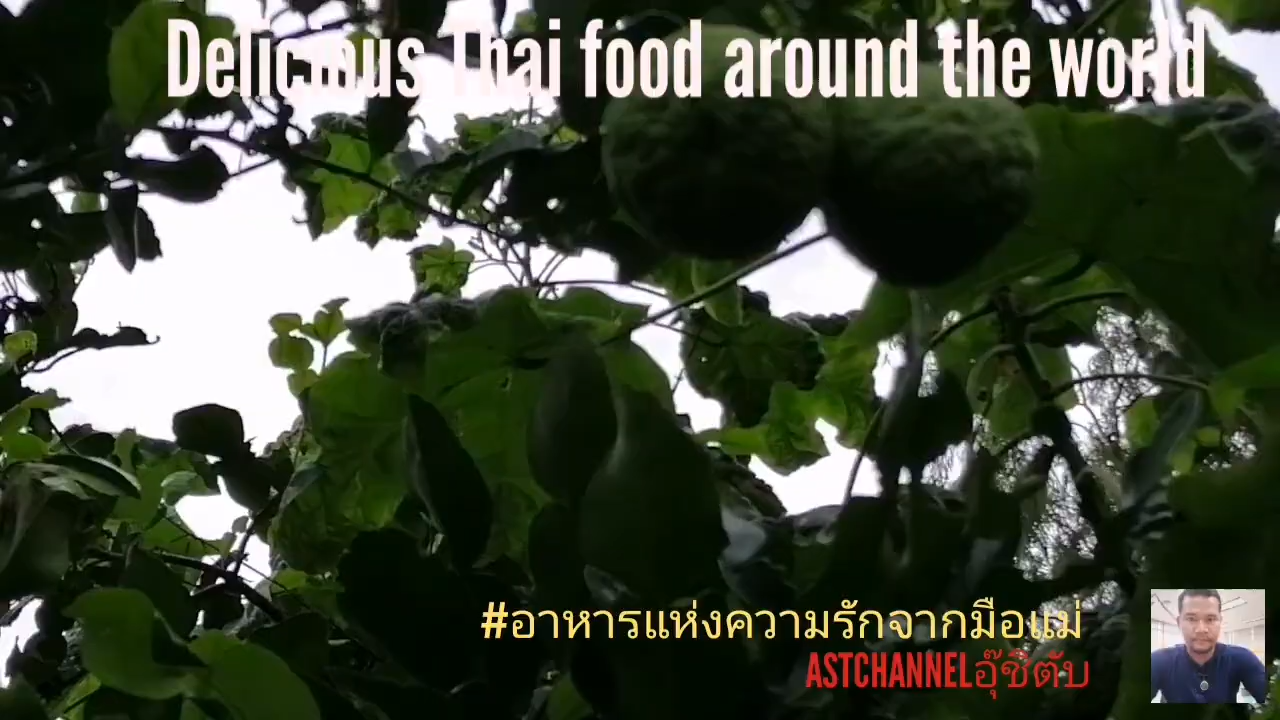 Delicious Thai food around the world
#อาหารแห่งความรักจากมือแม่
ASTCHANNELอุ๊ชิตับ